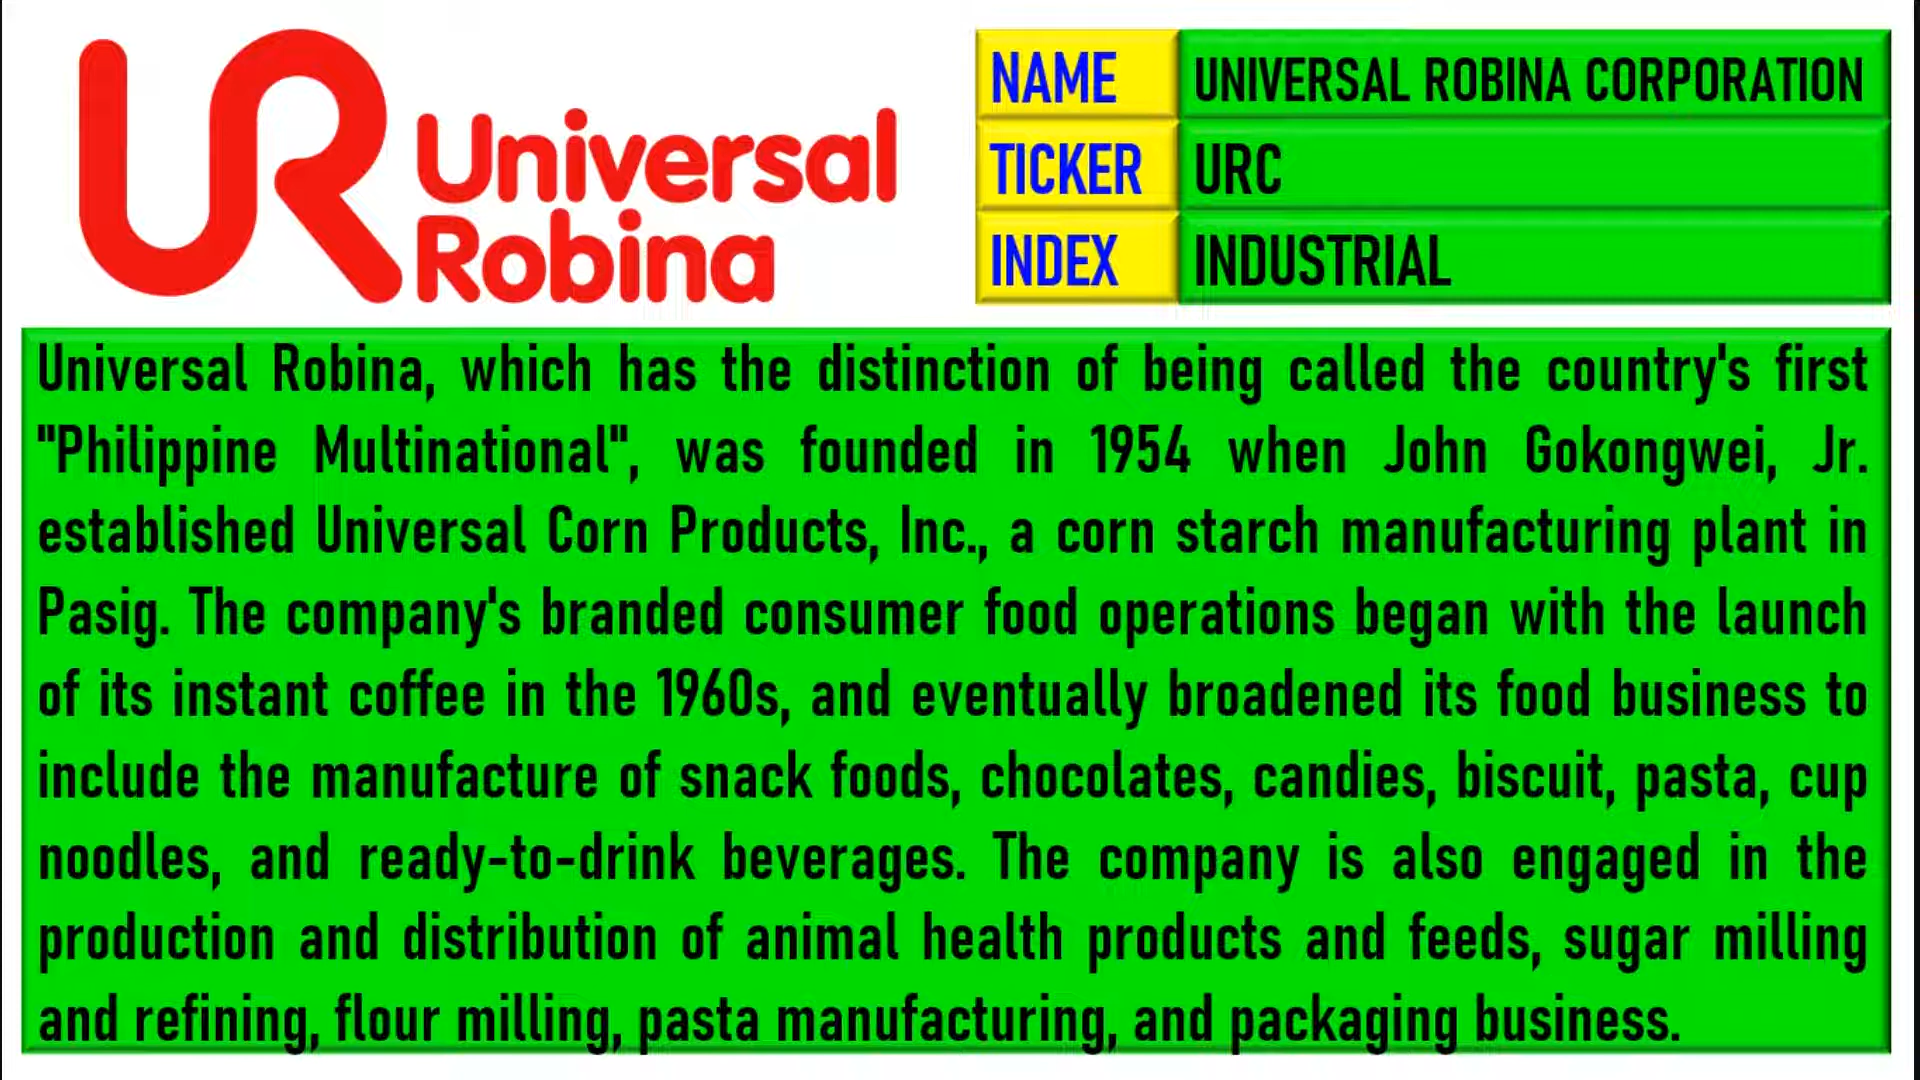 UR Universal
Robina
NAME UNIVERSAL ROBINA CORPORATION
TICKER URC
INDEX INDUSTRIAL
Universal Robina, which has the distinction of being called the country's first
"Philippine Multinational", was founded in 1954 when John Gokongwei, Jr.
established Universal Corn Products, Inc., a corn starch manufacturing plant in
Pasig. The company's branded consumer food operations began with the launch
of its instant coffee in the 1960s, and eventually broadened its food business to
include the manufacture of snack foods, chocolates, candies, biscuit, pasta, cup
noodles, and ready-to-drink beverages. The company is also engaged in the
production and distribution of animal health products and feeds, sugar milling
and refining, flour milling, pasta manufacturing, and packaging business.